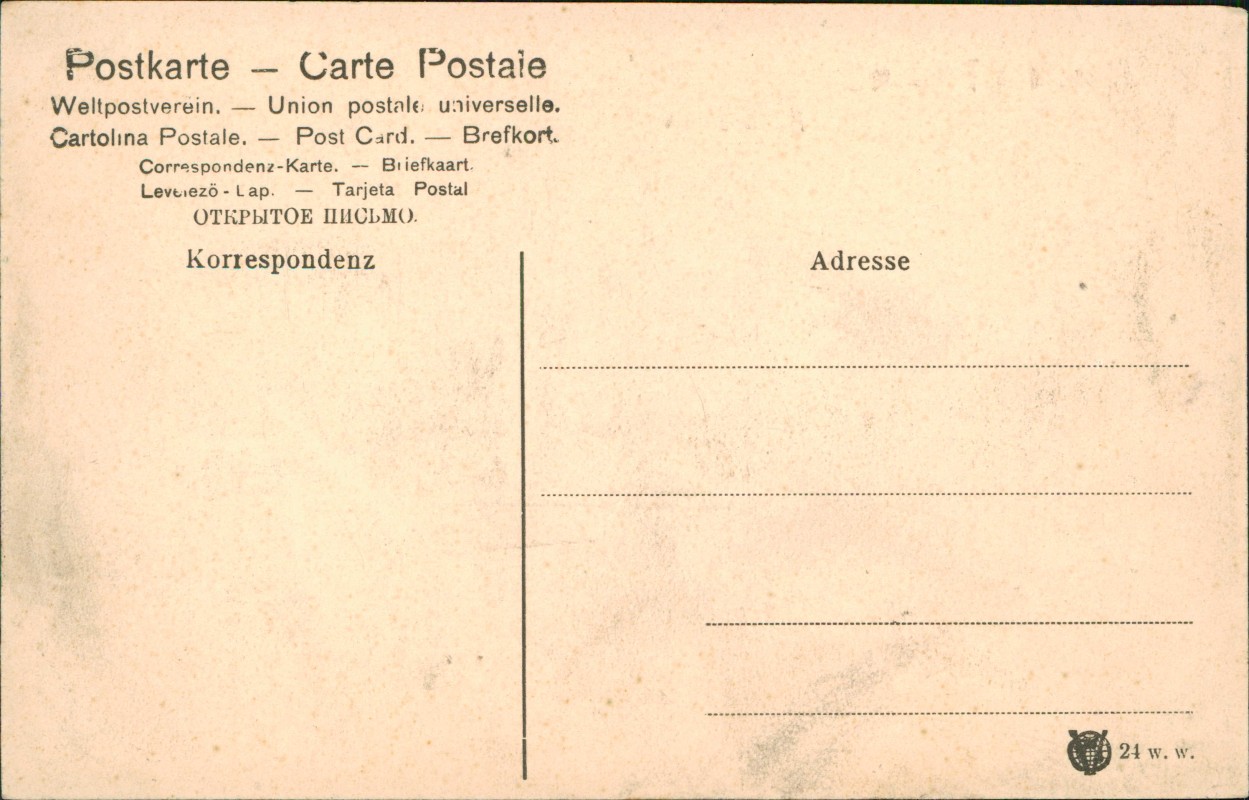 Postkarte — Carte Postale
Weltpostverein. — Union postale universelle.
Cartolina Postale. — Post Card. — Brefkort.
Correspondenz-Karte. — Briefkaart.
Levelező-Lap. — Tarjeta Postal
ОТКРЫТОЕ ПИСЬМО.
Korrespondenz
Adresse
24 w. w.